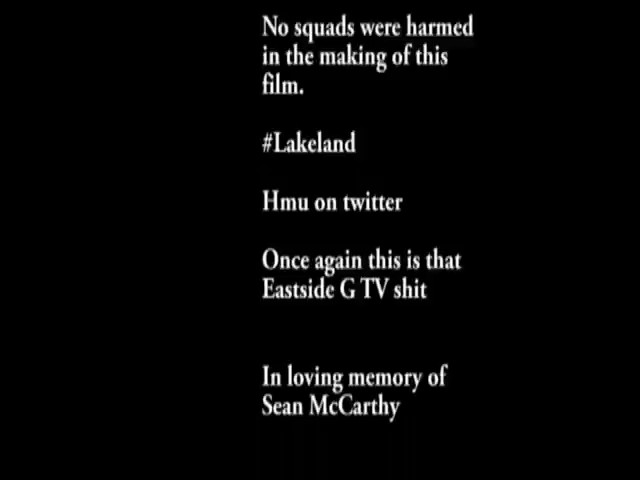 No squads were harmed
in the making of this
film.
#Lakeland
Hmu on twitter
Once again this is that
Eastside G TV shit
In loving memory of
Sean McCarthy